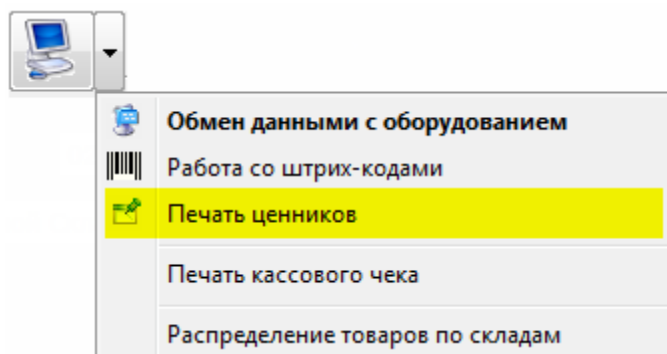 Обмен данными с оборудованием
Работа со штрих-кодами
Печать ценников
Печать кассового чека
Распределение товаров по складам